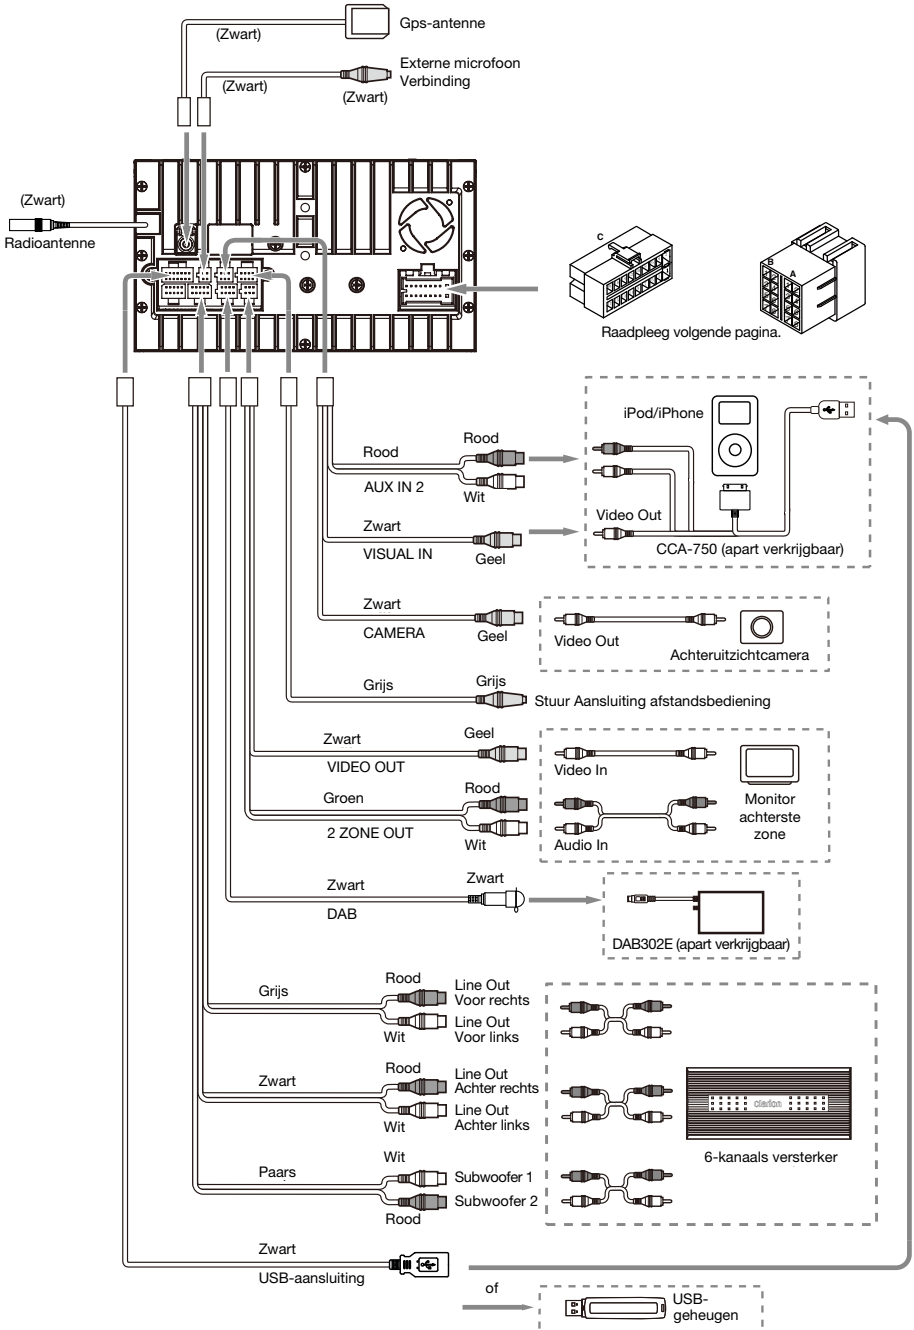 (Zwart)
Gps-antenne
Externe microfoon
Verbinding
(Zwart)
(Zwart)
(Zwart)
Radioantenne
C
B
A
Raadpleeg volgende pagina.
iPod/iPhone
Rood
Rood
AUX IN 2
Wit
Video Out
Zwart
VISUAL IN
Geel
CCA-750 (apart verkrijgbaar)
Zwart
CAMERA
Geel
Video Out
Achteruitzichtcamera
Grijs
Grijs
Stuur Aansluiting afstandsbediening
Zwart
Geel
VIDEO OUT
Video In
Groen
Rood
2 ZONE OUT
Wit
Audio In
Monitor
achterste
zone
Zwart
Zwart
DAB
DAB302E (apart verkrijgbaar)
Grijs
Rood
Line Out
Voor rechts
Wit
Line Out
Voor links
Zwart
Rood
Line Out
Achter rechts
Wit
Line Out
Achter links
clarion
6-kanaals versterker
Paars
Wit
Subwoofer 1
Subwoofer 2
Rood
Zwart
USB-aansluiting
of
USB-
geheugen